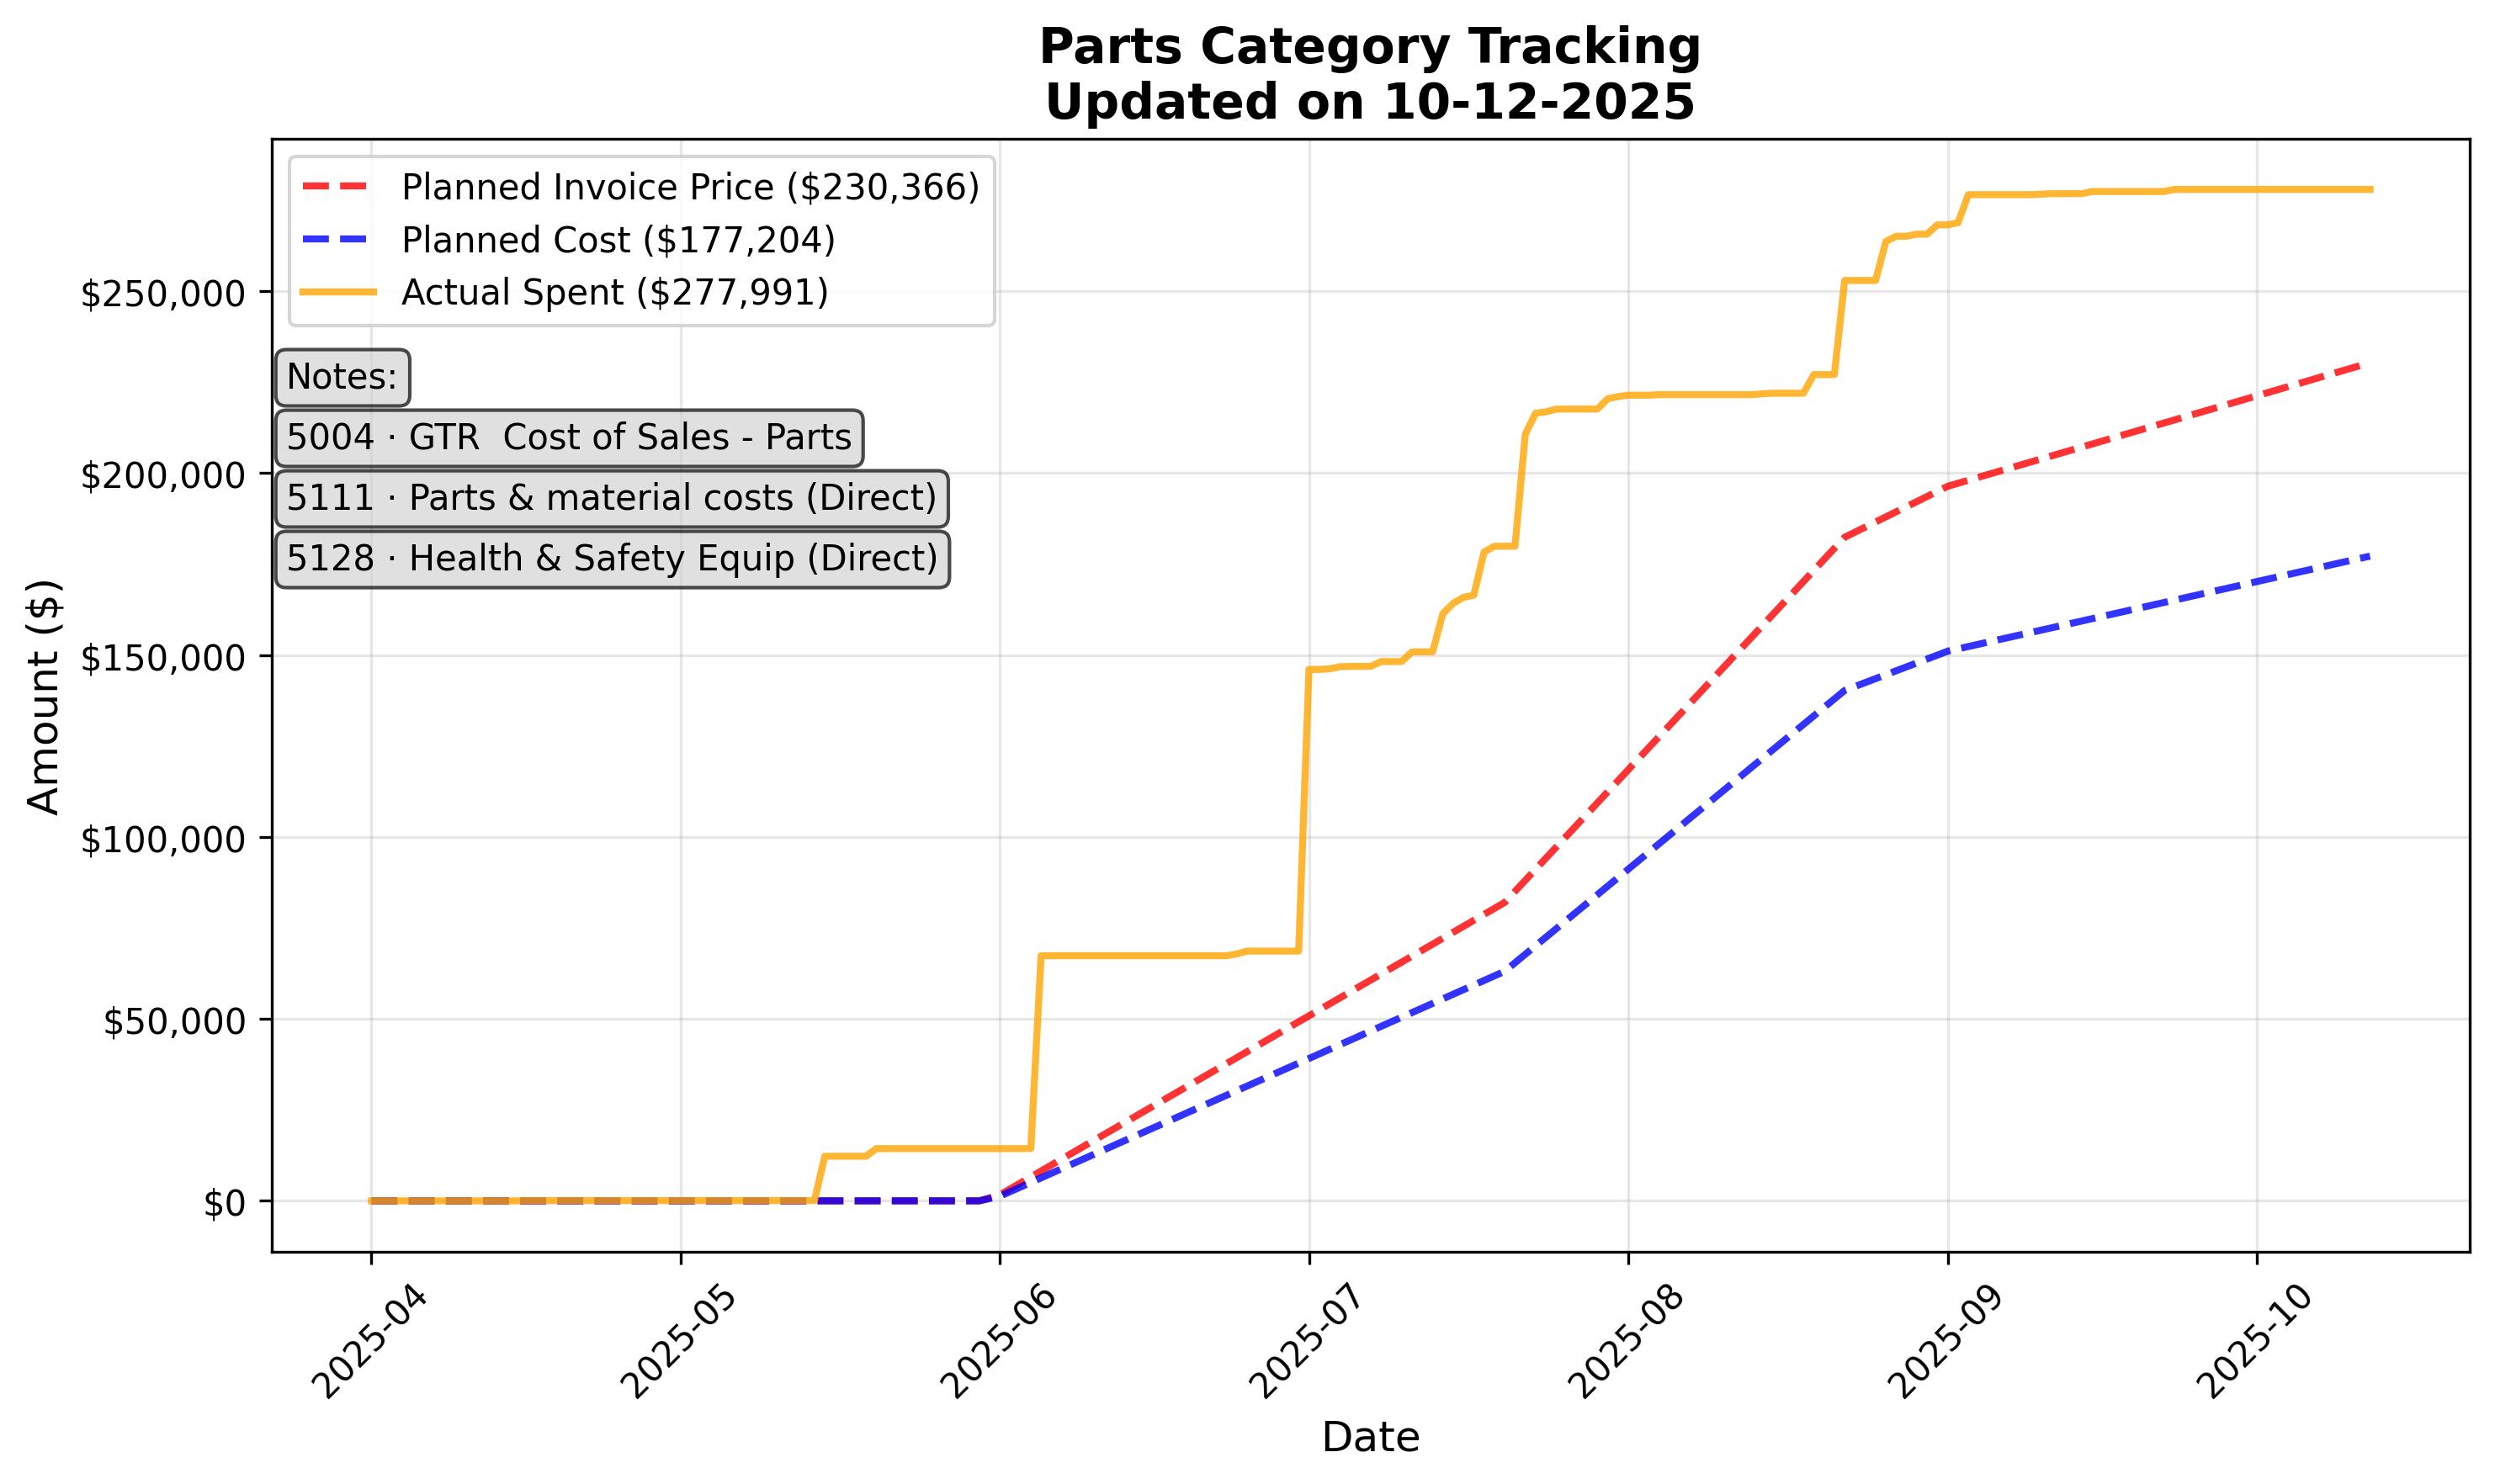 Parts Category Tracking
Updated on 10-12-2025
Planned Invoice Price ($230,366)
Planned Cost ($177,204)
Actual Spent ($277,991)
Notes:
5004 · GTR  Cost of Sales - Parts
5111 · Parts & material costs (Direct)
5128 · Health & Safety Equip (Direct)
Amount ($)
$250,000
$200,000
$150,000
$100,000
$50,000
$0
2025-04
2025-05
2025-06
2025-07
2025-08
2025-09
2025-10
Date